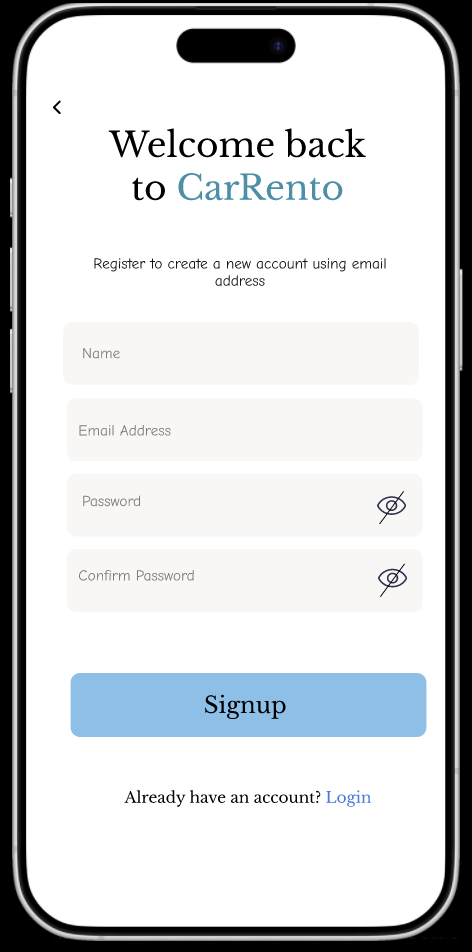 Welcome back
to CarRento
Register to create a new account using email
address
Name
Email Address
Password
Confirm Password
Signup
Already have an account? Login